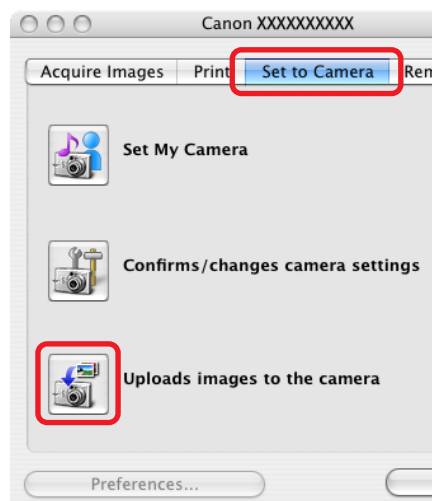 Canon XXXXXXXXXX
Acquire Images Print Set to Camera
Set My Camera
Confirms/changes camera settings
Uploads images to the camera
Preferences...